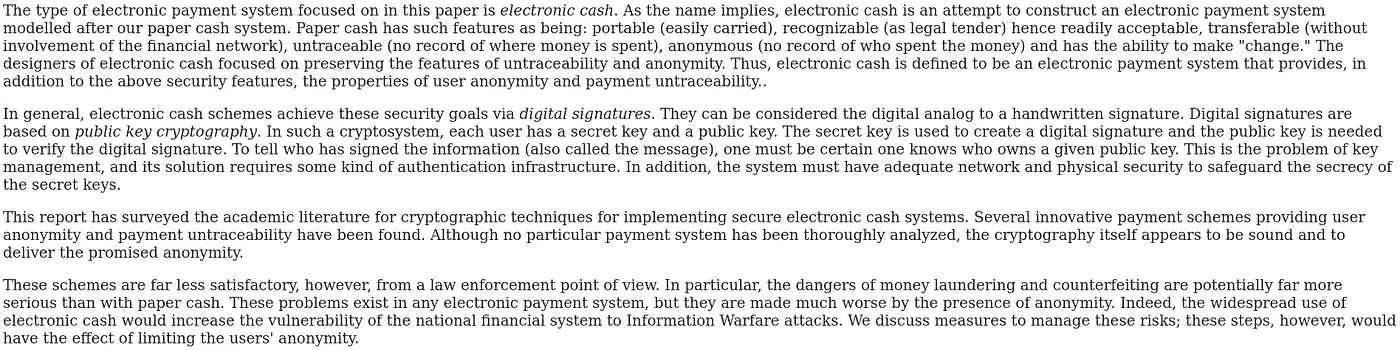 The type of electronic payment system focused on in this paper is electronic cash. As the name implies, electronic cash is an attempt to construct an electronic payment system
modelled after our paper cash system. Paper cash has such features as being: portable (easily carried), recognizable (as legal tender) hence readily acceptable, transferable (without
involvement of the financial network), untraceable (no record of where money is spent), anonymous (no record of who spent the money) and has the ability to make "change." The
designers of electronic cash focused on preserving the features of untraceability and anonymity. Thus, electronic cash is defined to be an electronic payment system that provides, in
addition to the above security features, the properties of user anonymity and payment untraceability..
In general, electronic cash schemes achieve these security goals via digital signatures. They can be considered the digital analog to a handwritten signature. Digital signatures are
based on public key cryptography. In such a cryptosystem, each user has a secret key and a public key. The secret key is used to create a digital signature and the public key is needed
to verify the digital signature. To tell who has signed the information (also called the message), one must be certain one knows who owns a given public key. This is the problem of key
management, and its solution requires some kind of authentication infrastructure. In addition, the system must have adequate network and physical security to safeguard the secrecy of
the secret keys.
This report has surveyed the academic literature for cryptographic techniques for implementing secure electronic cash systems. Several innovative payment schemes providing user
anonymity and payment untraceability have been found. Although no particular payment system has been thoroughly analyzed, the cryptography itself appears to be sound and to
deliver the promised anonymity.
These schemes are far less satisfactory, however, from a law enforcement point of view. In particular, the dangers of money laundering and counterfeiting are potentially far more
serious than with paper cash. These problems exist in any electronic payment system, but they are made much worse by the presence of anonymity. Indeed, the widespread use of
electronic cash would increase the vulnerability of the national financial system to Information Warfare attacks. We discuss measures to manage these risks; these steps, however, would
have the effect of limiting the users' anonymity.